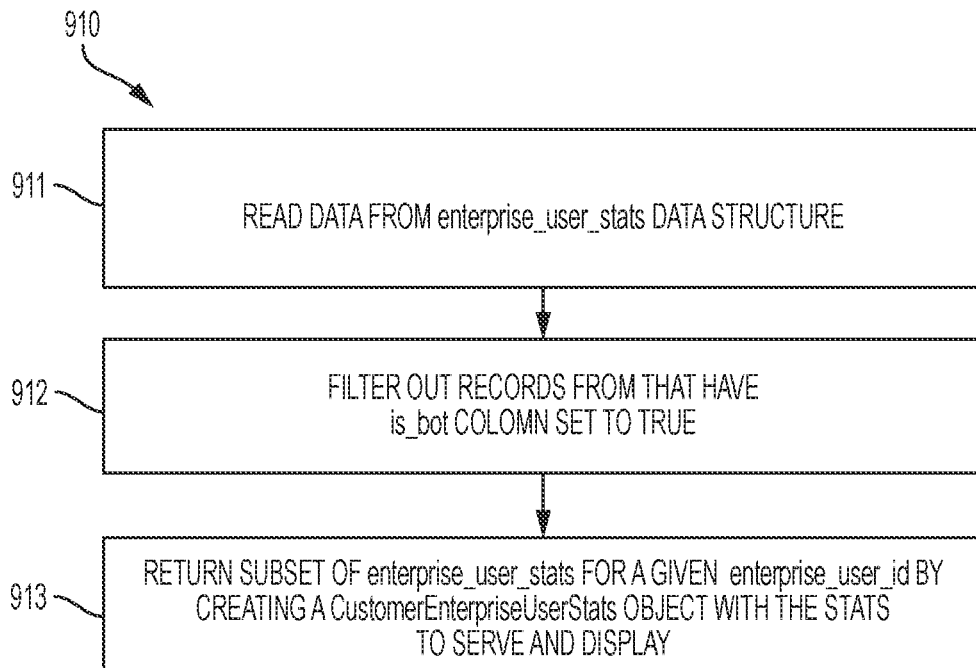 910
911
READ DATA FROM enterprise_user_stats DATA STRUCTURE
912
FILTER OUT RECORDS FROM THAT HAVE
is_bot COLOMN SET TO TRUE
913
RETURN SUBSET OF enterprise_user_stats FOR A GIVEN enterprise_user_id BY
CREATING A CustomerEnterpriseUserStats OBJECT WITH THE STATS
TO SERVE AND DISPLAY